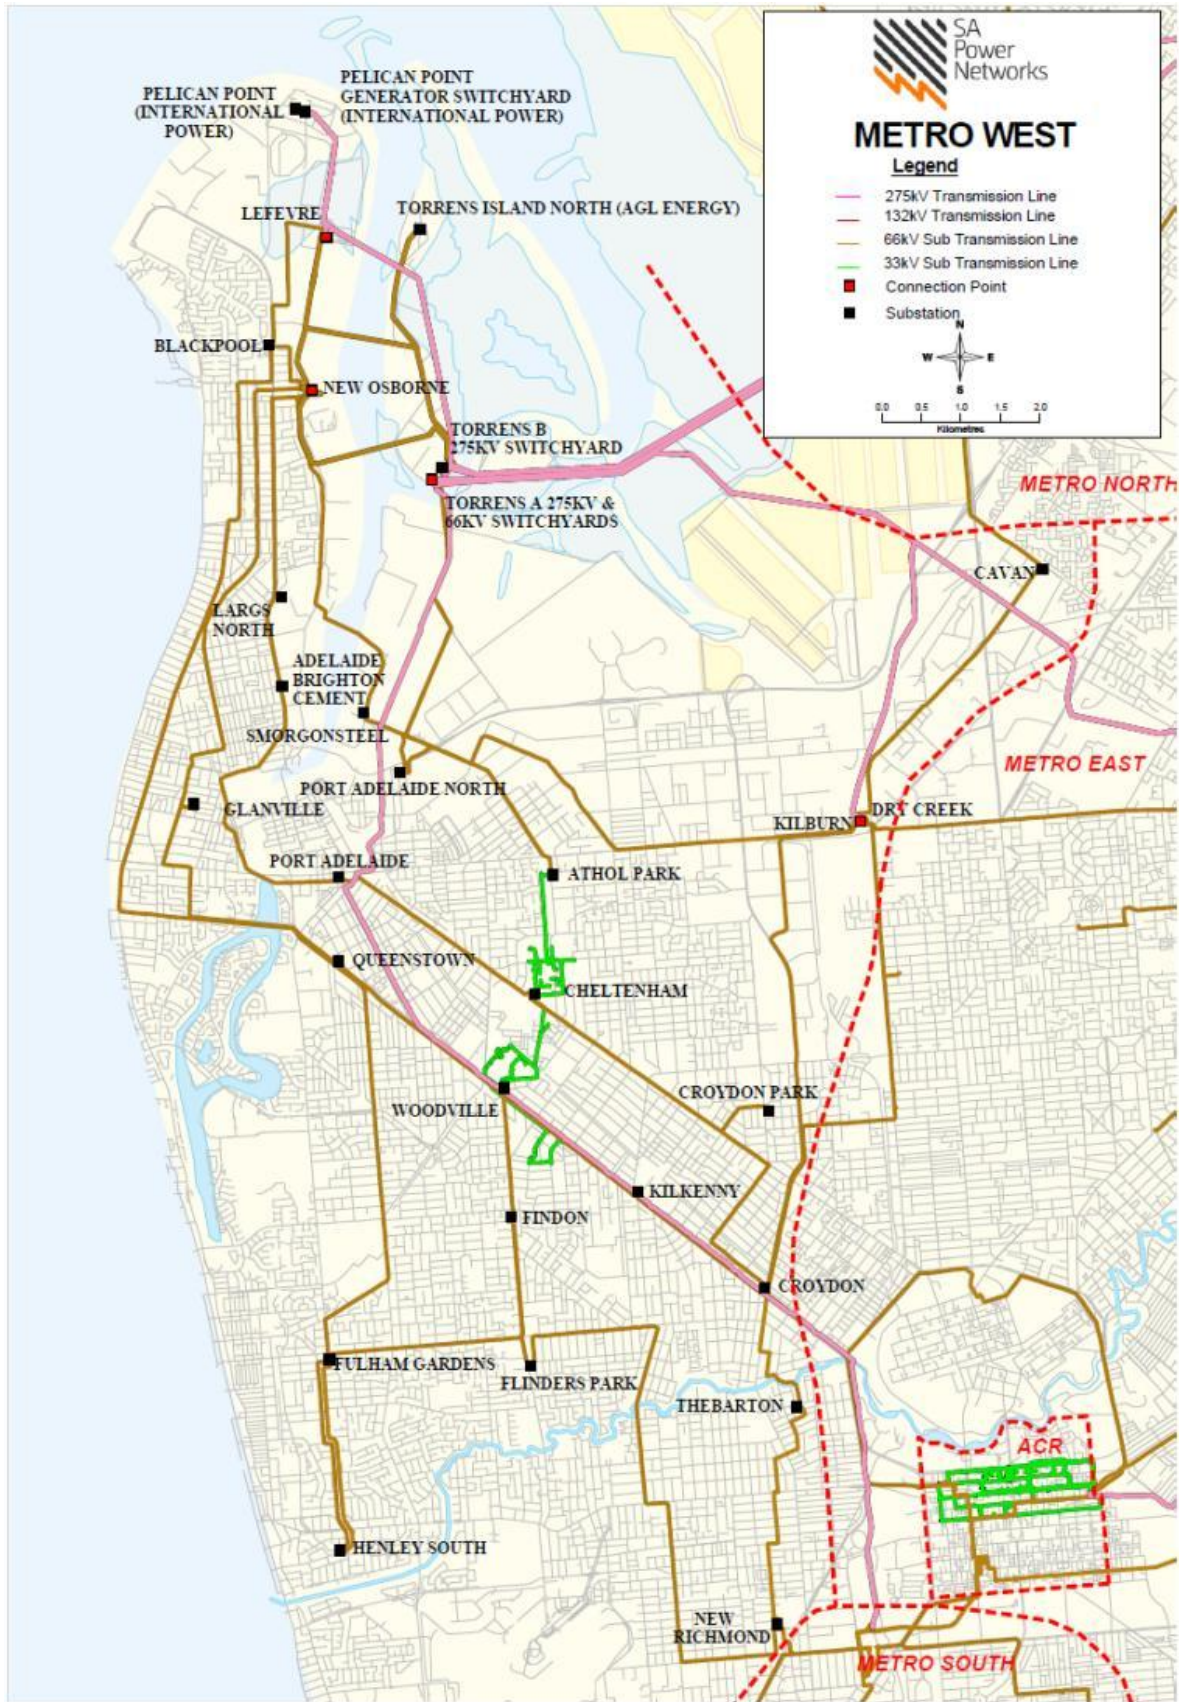 SA
Power
Networks
METRO WEST
Legend
275kV Transmission Line
132kV Transmission Line
66kV Sub Transmission Line
33kV Sub Transmission Line
Connection Point
Substation
N
W
E
S
0.0 0.5 1.0 1.5 2.0
Kilometres
PELICAN POINT
(INTERNATIONAL
POWER)
PELICAN POINT
GENERATOR SWITCHYARD
(INTERNATIONAL POWER)
LEFEVRE
TORRENS ISLAND NORTH (AGL ENERGY)
BLACKPOOL
NEW OSBORNE
TORRENS B
275KV SWITCHYARD
TORRENS A 275KV &
66KV SWITCHYARDS
METRO NORTH
CAVAN
LARGS
NORTH
ADELAIDE
BRIGHTON
CEMENT
SMORGONSTEEL
METRO EAST
PORT ADELAIDE NORTH
GLANVILLE
KILBURN
DRY CREEK
PORT ADELAIDE
ATHOL PARK
QUEENSTOWN
CHELTENHAM
CROYDON PARK
WOODVILLE
KILKENNY
FINDON
CROYDON
FULHAM GARDENS
FLINDERS PARK
THEBARTON
ACR
HENLEY SOUTH
NEW
RICHMOND
METRO SOUTH